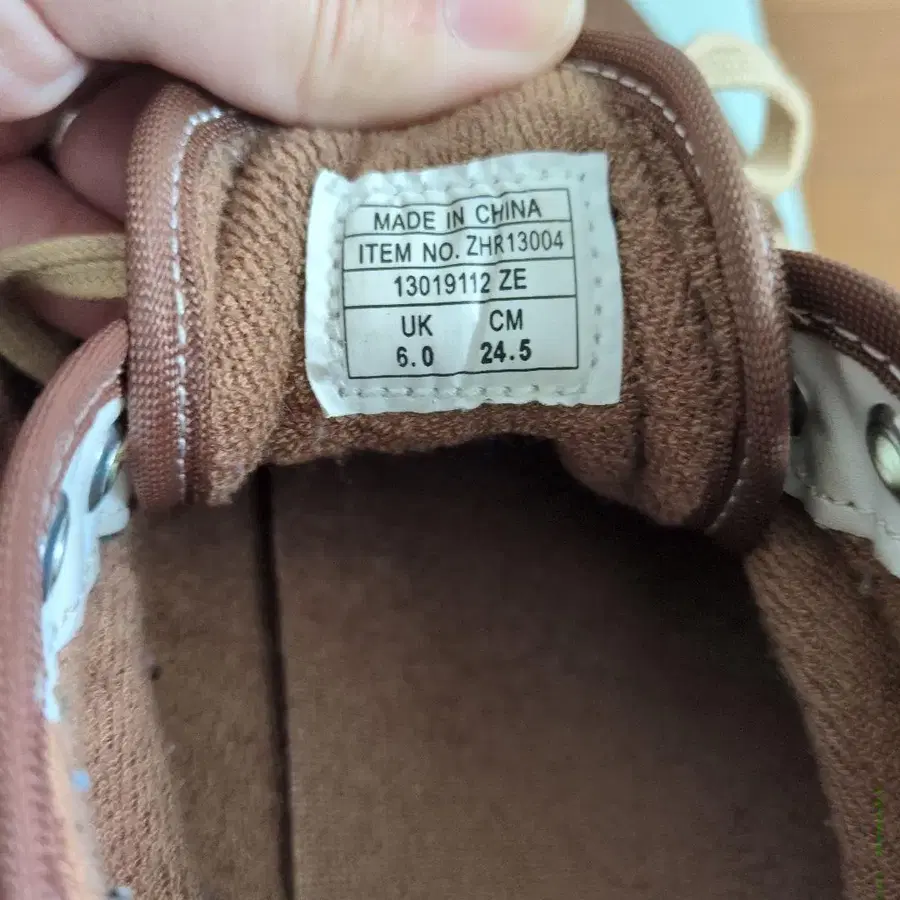 MADE IN CHINA
ITEM NO. ZHR13004
13019112 ZE
UK CM
6.0 24.5